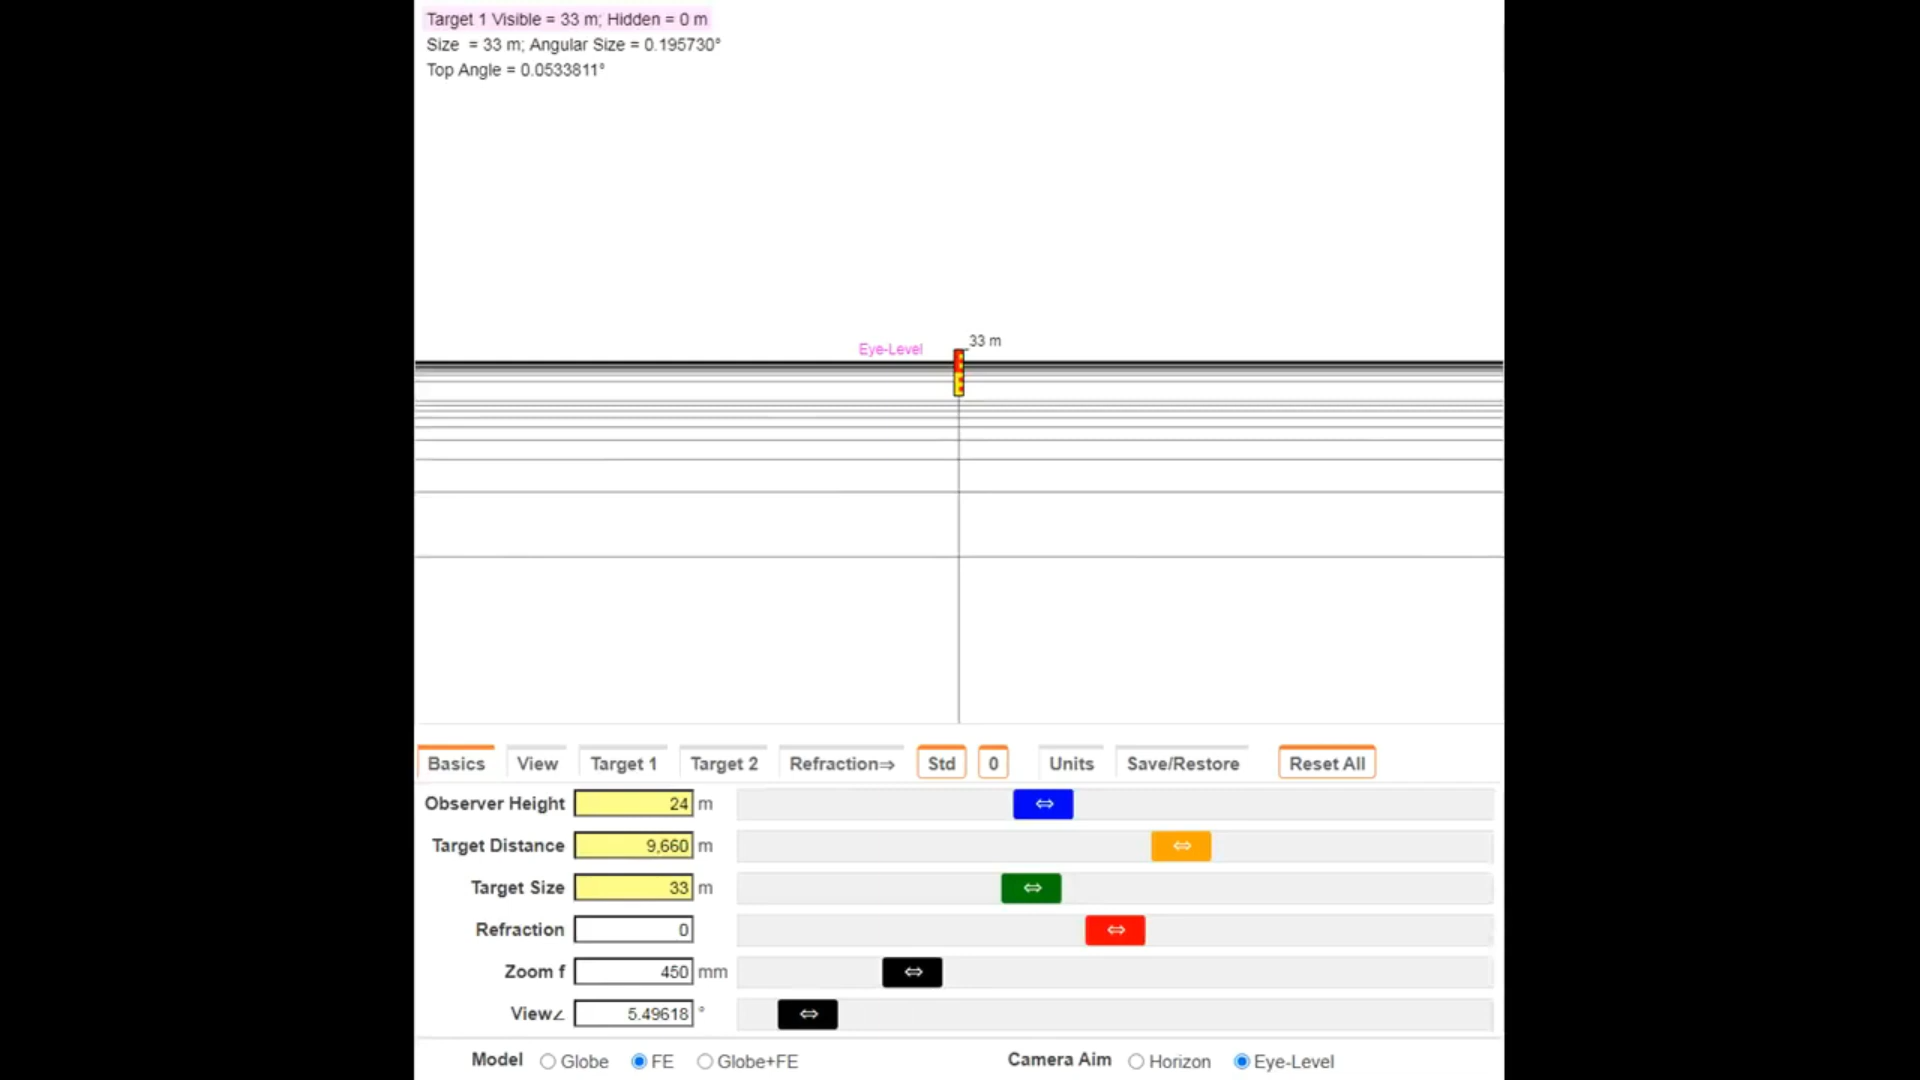 Target 1 Visible = 33 m; Hidden = 0 m
Size = 33 m; Angular Size = 0.195730°
Top Angle = 0.0533811°
33 m
Eye-Level
Basics View Target 1 Target 2 Refraction⇒ Std 0 Units Save/Restore Reset All
Observer Height 24 m
Target Distance 9,660 m
Target Size 33 m
Refraction 0
Zoom f 450 mm
View∠ 5.49618 °
Model Globe FE Globe+FE Camera Aim Horizon Eye-Level